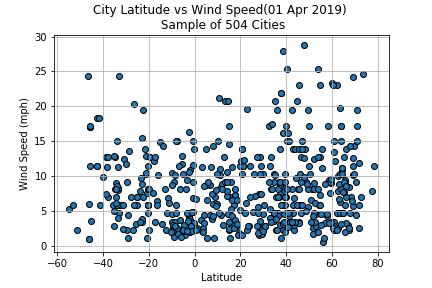 City Latitude vs Wind Speed(01 Apr 2019)
Sample of 504 Cities
30
25
20
15
10
5
0
Wind Speed (mph)
−60 −40 −20 0 20 40 60 80
Latitude